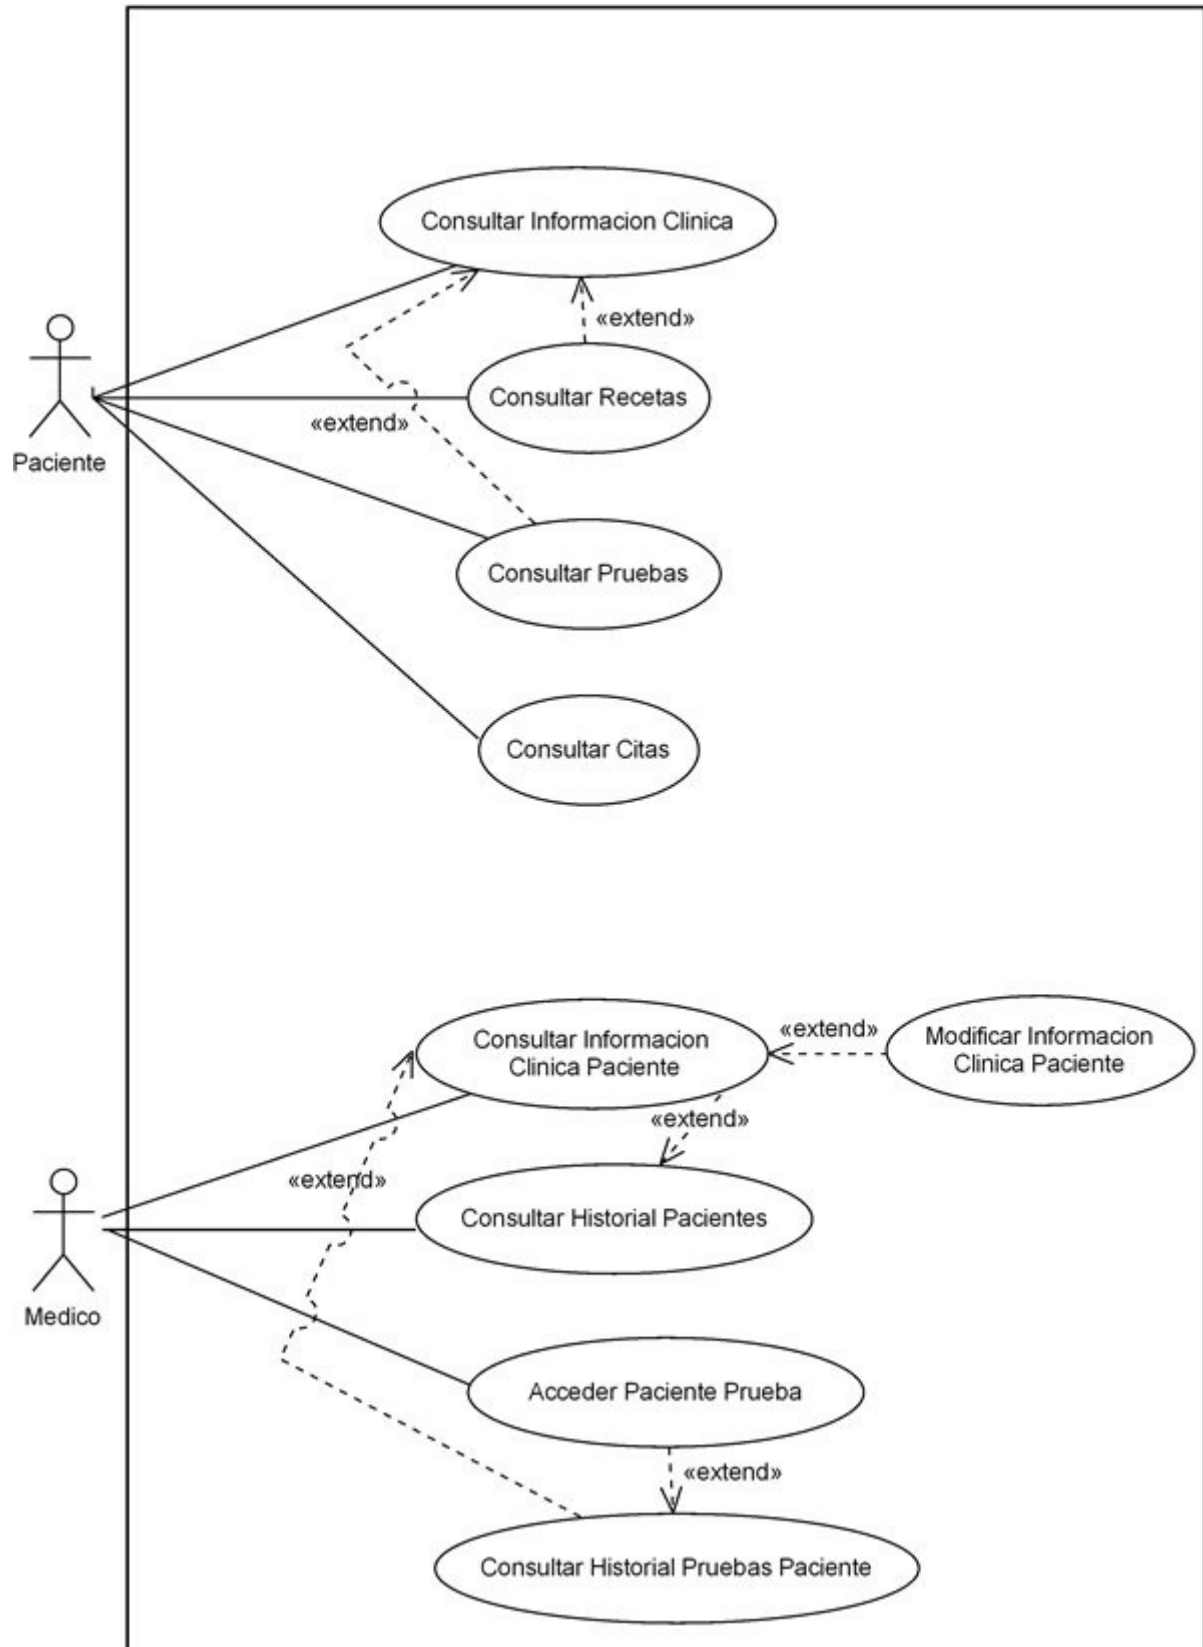 Consultar Informacion Clinica
«extend»
Consultar Recetas
«extend»
Paciente
Consultar Pruebas
Consultar Citas
Consultar Informacion
Clinica Paciente
«extend»
Modificar Informacion
Clinica Paciente
«extend»
«extend»
Consultar Historial Pacientes
Medico
Acceder Paciente Prueba
«extend»
Consultar Historial Pruebas Paciente